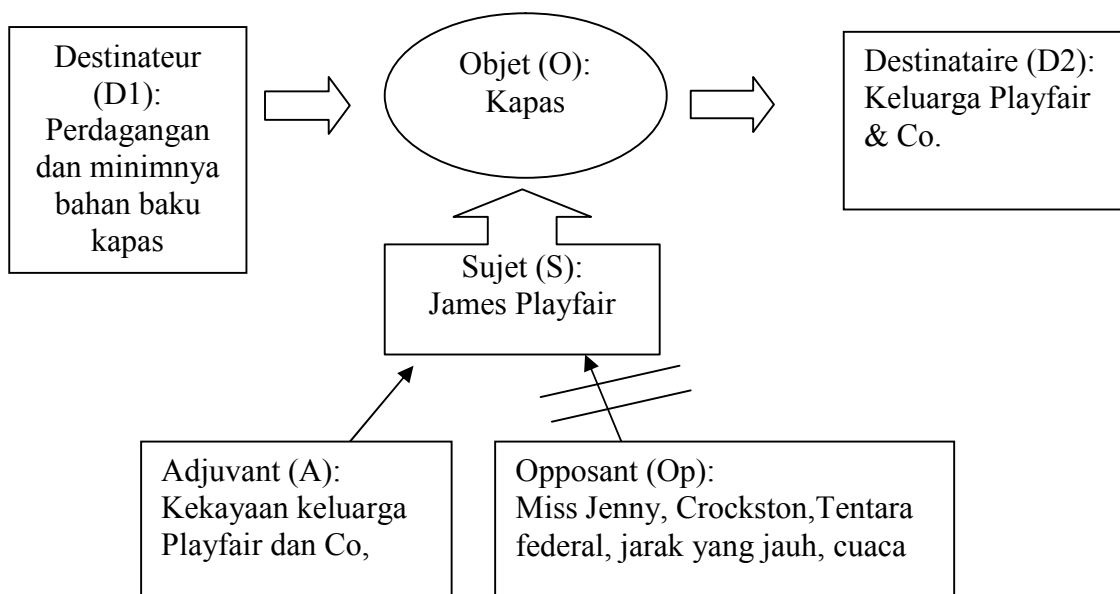 Destinateur
(D1):
Perdagangan
dan minimnya
bahan baku
kapas
Objet (O):
Kapas
Destinataire (D2):
Keluarga Playfair
& Co.
Sujet (S):
James Playfair
Adjuvant (A):
Kekayaan keluarga
Playfair dan Co,
Opposant (Op):
Miss Jenny, Crockston,Tentara
federal, jarak yang jauh, cuaca